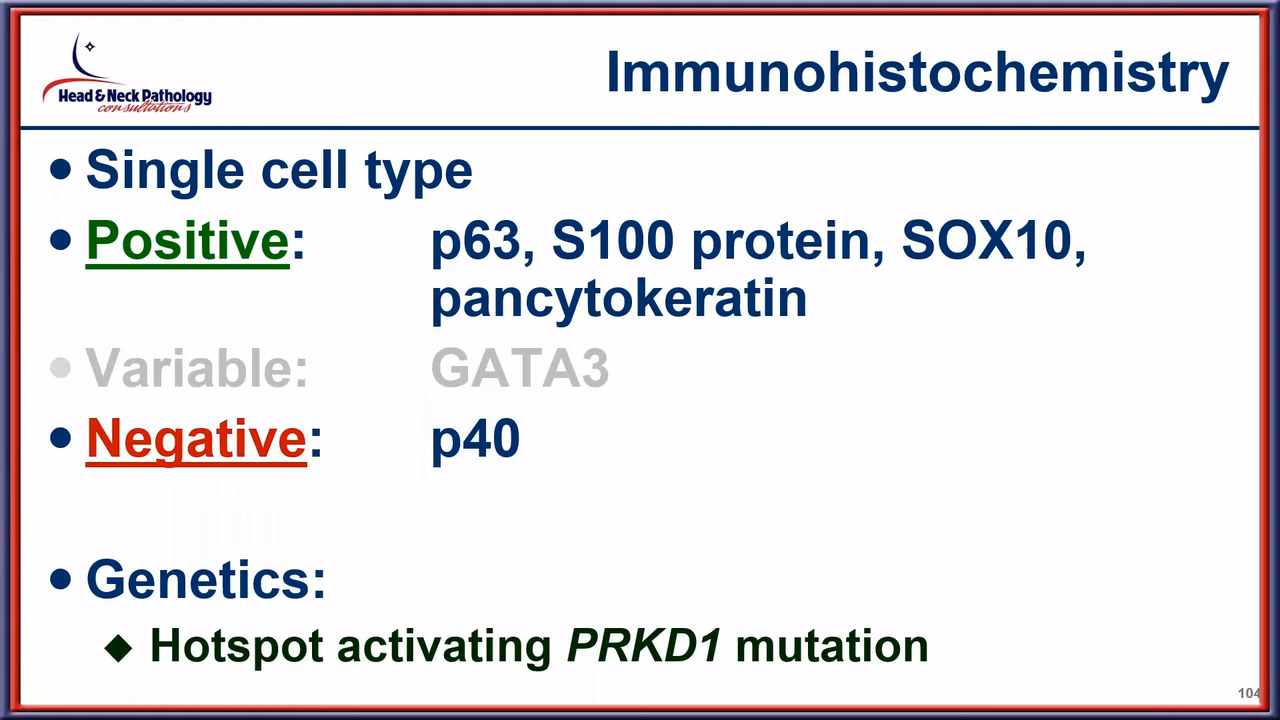 Head & Neck Pathology
consultations
Immunohistochemistry
• Single cell type
• Positive: p63, S100 protein, SOX10,
pancytokeratin
• Variable: GATA3
• Negative: p40
• Genetics:
◆ Hotspot activating PRKD1 mutation
104